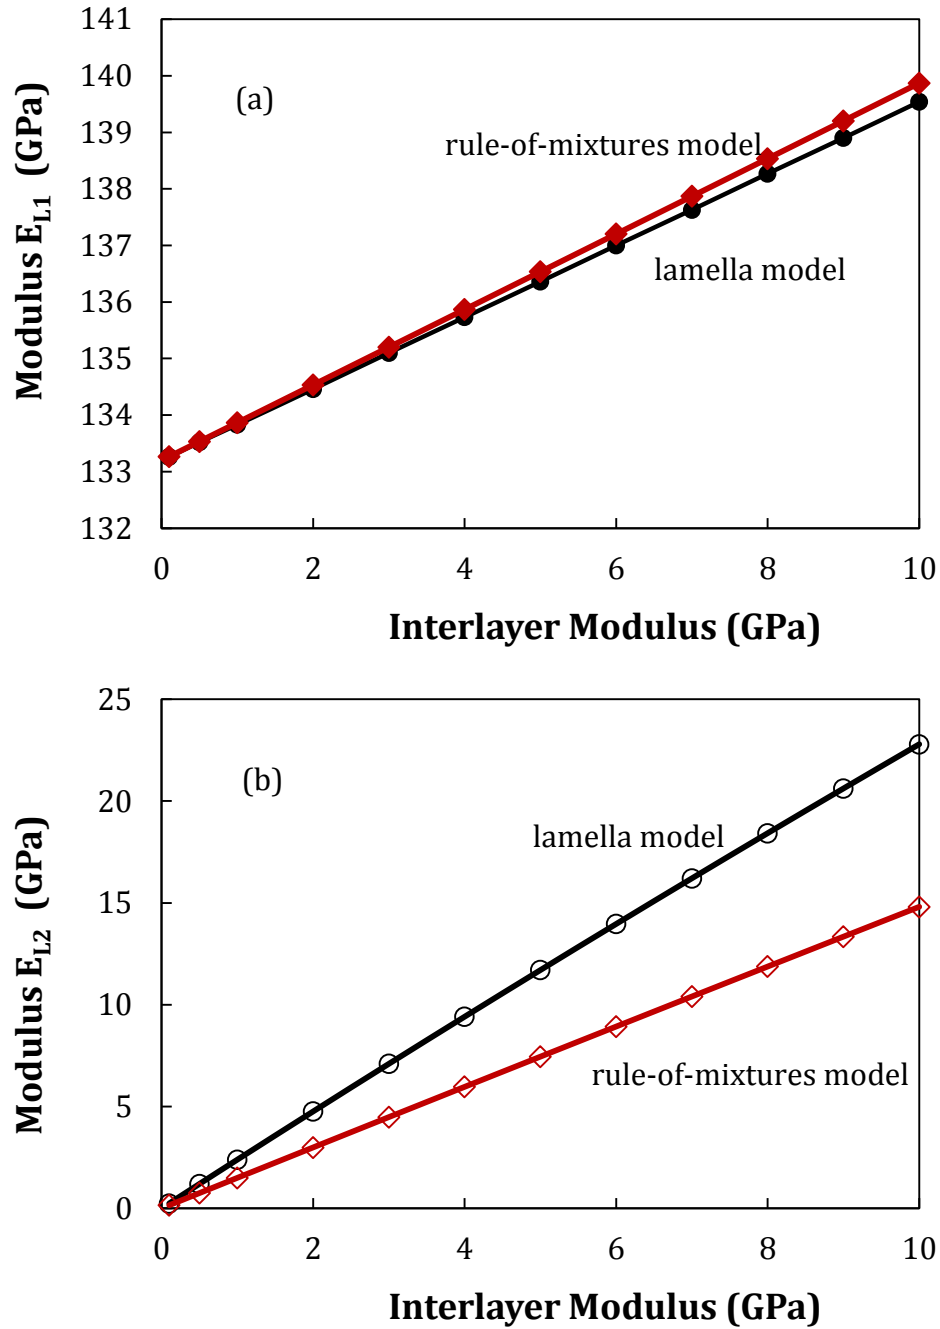 141
140
139
138
137
136
135
134
133
132
Modulus E_L1 (GPa)
(a)
rule-of-mixtures model
lamella model
0 2 4 6 8 10
Interlayer Modulus (GPa)
25
20
15
10
5
0
Modulus E_L2 (GPa)
(b)
lamella model
rule-of-mixtures model
0 2 4 6 8 10
Interlayer Modulus (GPa)